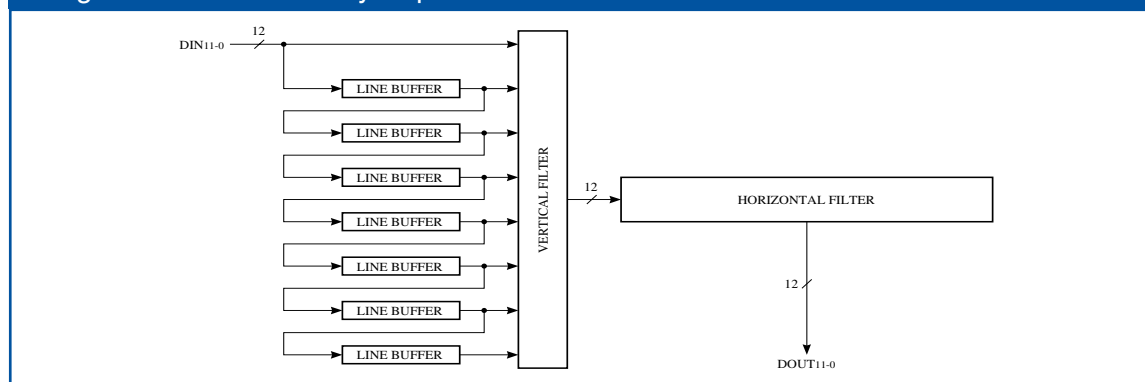 12
DIN11-0
LINE BUFFER
LINE BUFFER
LINE BUFFER
LINE BUFFER
LINE BUFFER
LINE BUFFER
LINE BUFFER
VERTICAL FILTER
12
HORIZONTAL FILTER
12
DOUT11-0